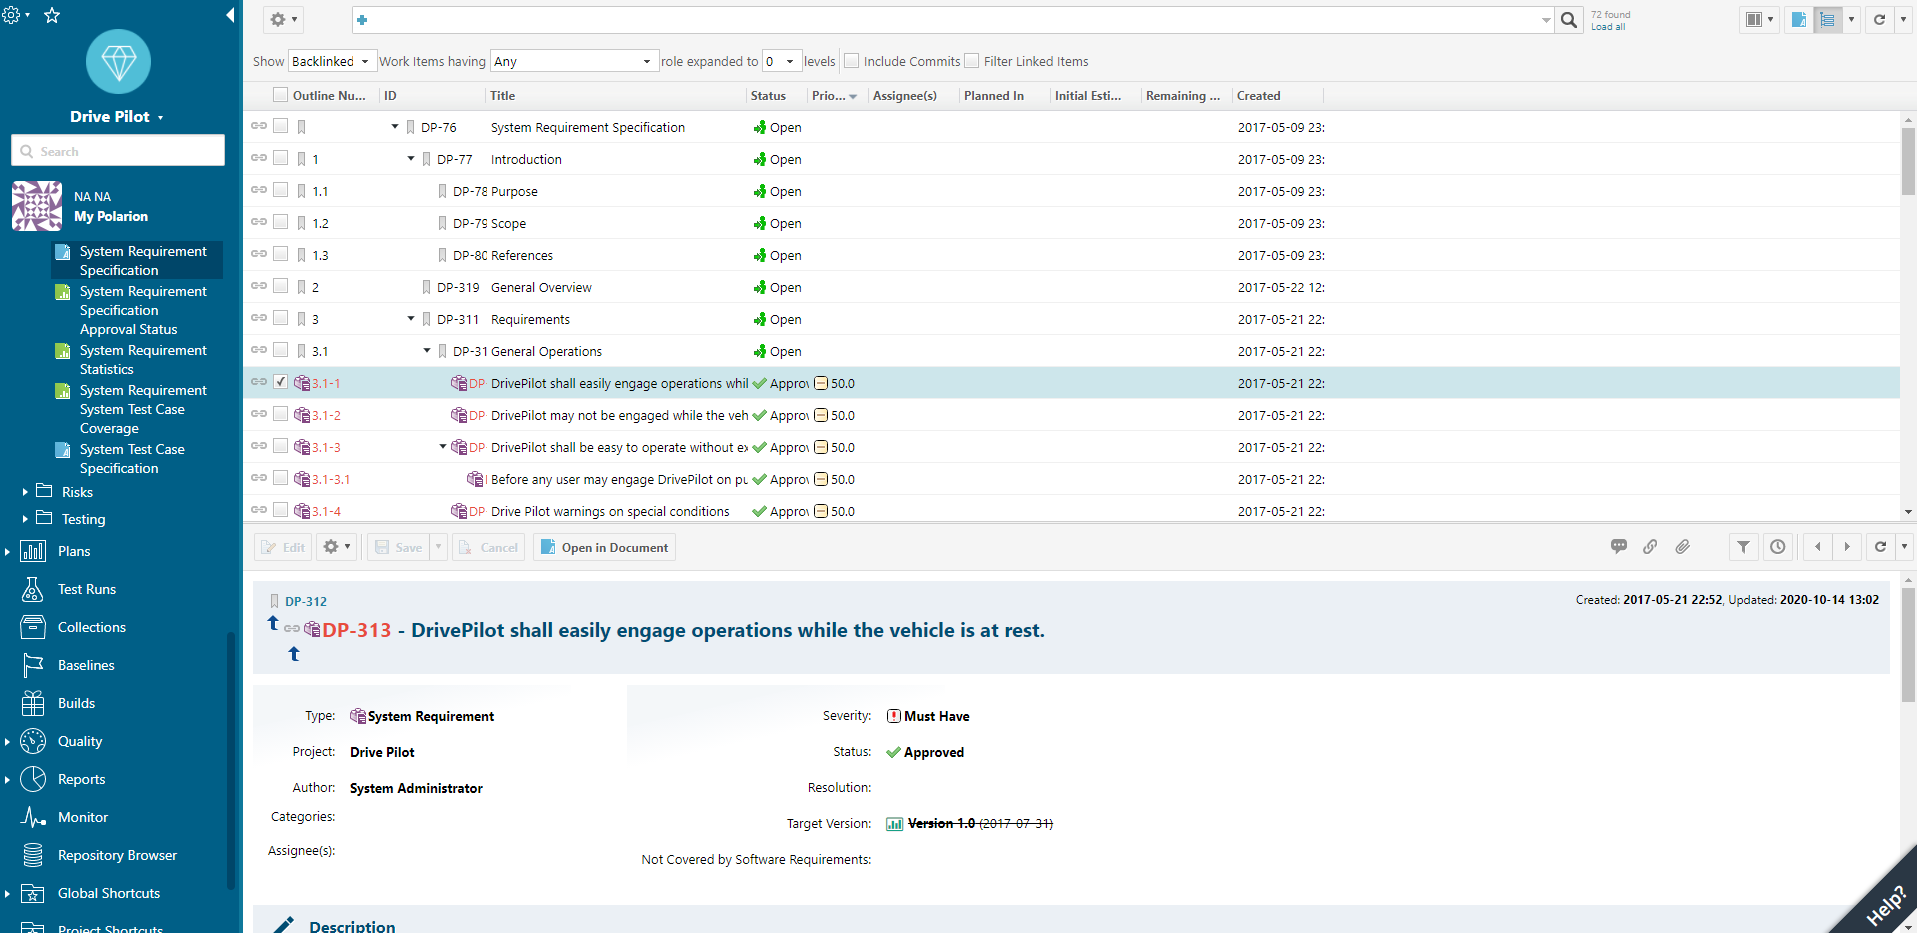 72 found
Load all
Show Backlinked Work Items having Any role expanded to 0 levels Include Commits Filter Linked Items
Drive Pilot
Search
NA NA
My Polarion
System Requirement
Specification
System Requirement
Specification
Approval Status
System Requirement
Statistics
System Requirement
System Test Case
Coverage
System Test Case
Specification
Risks
Testing
Plans
Test Runs
Collections
Baselines
Builds
Quality
Reports
Monitor
Repository Browser
Global Shortcuts
Project Shortcuts
Outline Nu... ID Title Status Prio... Assignee(s) Planned In Initial Esti... Remaining ... Created
DP-76 System Requirement Specification Open 2017-05-09 23:
1 DP-77 Introduction Open 2017-05-09 23:
1.1 DP-78 Purpose Open 2017-05-09 23:
1.2 DP-79 Scope Open 2017-05-09 23:
1.3 DP-80 References Open 2017-05-09 23:
2 DP-319 General Overview Open 2017-05-22 12:
3 DP-311 Requirements Open 2017-05-21 22:
3.1 DP-31 General Operations Open 2017-05-21 22:
3.1-1 DP- DrivePilot shall easily engage operations whil Approv 50.0 2017-05-21 22:
3.1-2 DP- DrivePilot may not be engaged while the veh Approv 50.0 2017-05-21 22:
3.1-3 DP- DrivePilot shall be easy to operate without ex Approv 50.0 2017-05-21 22:
3.1-3.1 Before any user may engage DrivePilot on pu Approv 50.0 2017-05-21 22:
3.1-4 DP- Drive Pilot warnings on special conditions Approv 50.0 2017-05-21 22:
Edit Save Cancel Open in Document
DP-312
Created: 2017-05-21 22:52, Updated: 2020-10-14 13:02
DP-313 - DrivePilot shall easily engage operations while the vehicle is at rest.
Type: System Requirement
Project: Drive Pilot
Author: System Administrator
Categories:
Assignee(s):
Severity: Must Have
Status: Approved
Resolution:
Target Version: Version 1.0 (2017-07-31)
Not Covered by Software Requirements:
Description
Help?